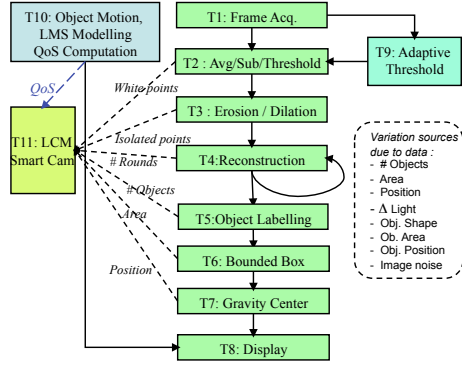 T10: Object Motion,
LMS Modelling
QoS Computation
T1: Frame Acq.
T2 : Avg/Sub/Threshold
T9: Adaptive
Threshold
QoS
White points
T11: LCM
Smart Cam
T3 : Erosion / Dilation
Isolated points
# Rounds
T4:Reconstruction
# Objects
T5:Object Labelling
Area
T6: Bounded Box
Position
T7: Gravity Center
T8: Display
Variation sources
due to data :
- # Objects
- Area
- Position
- Δ Light
- Obj. Shape
- Ob. Area
- Obj. Position
- Image noise